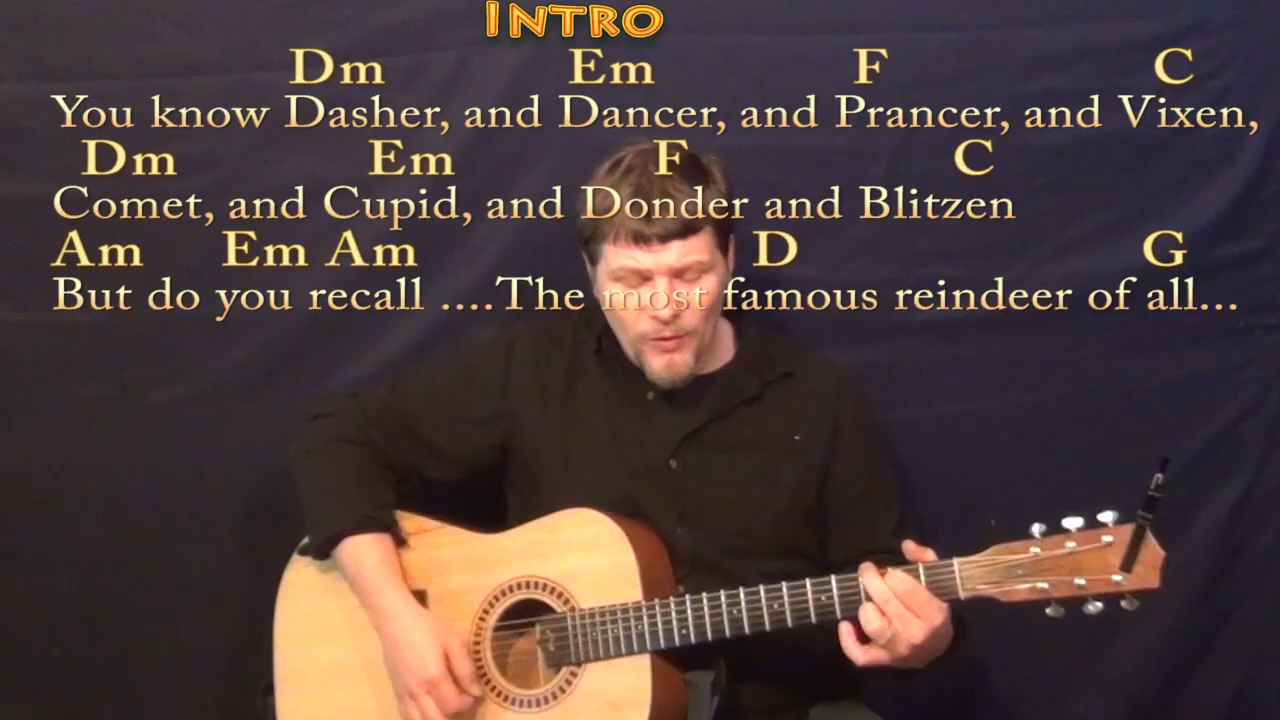 INTRO
Dm Em F C
You know Dasher, and Dancer, and Prancer, and Vixen,
Dm Em F C
Comet, and Cupid, and Donder and Blitzen
Am Em Am D G
But do you recall ....The most famous reindeer of all...